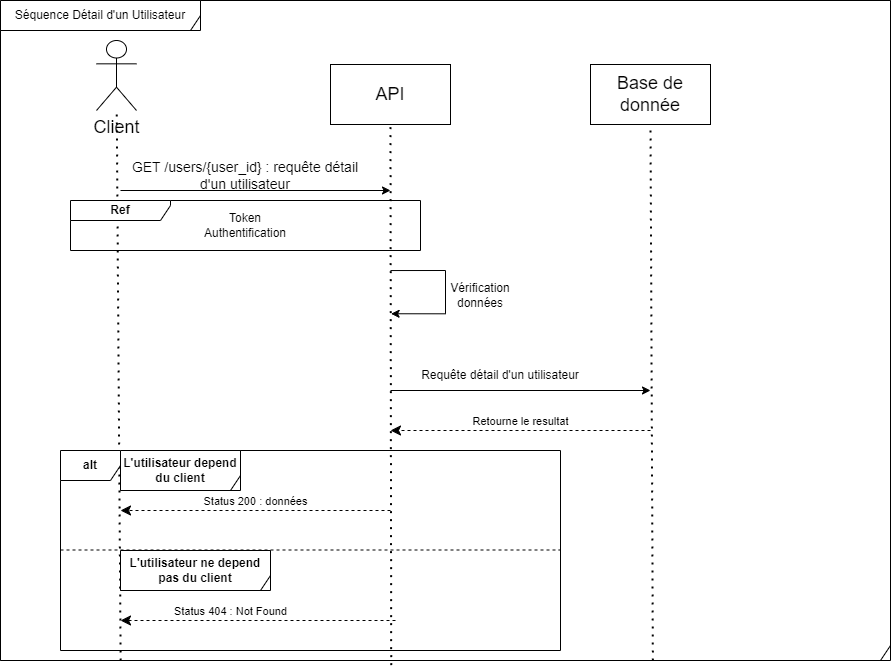 Séquence Détail d'un Utilisateur
Client
API
Base de
donnée
GET /users/{user_id} : requête détail
d'un utilisateur
Ref
Token
Authentification
Vérification
données
Requête détail d'un utilisateur
Retourne le resultat
alt
L'utilisateur depend
du client
Status 200 : données
L'utilisateur ne depend
pas du client
Status 404 : Not Found